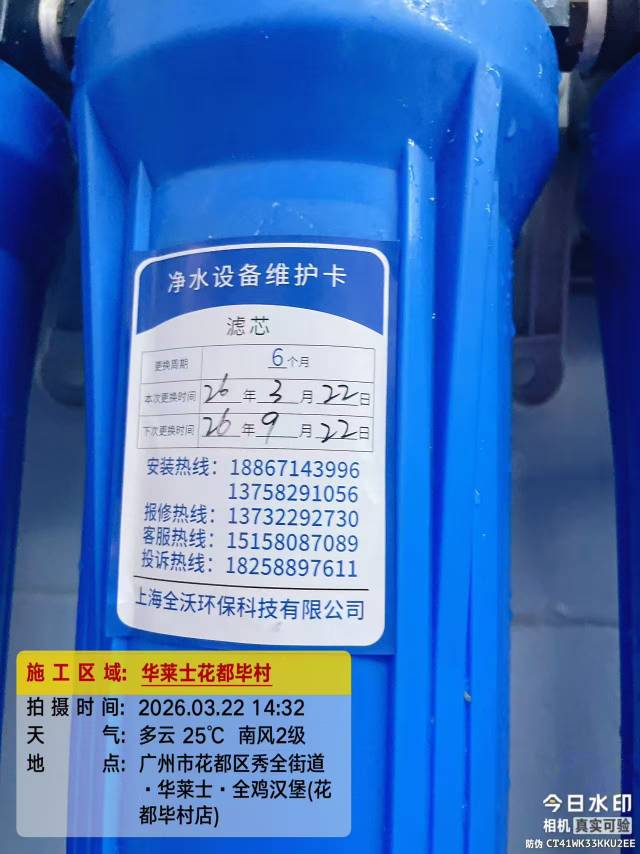 净水设备维护卡
滤芯
更换周期 6个月
本次更换时间 26年3月22日
下次更换时间 26年9月22日
安装热线：18867143996
13758291056
报修热线：13732292730
客服热线：15158087089
投诉热线：18258897611
上海全沃环保科技有限公司
施工区域：华莱士花都毕村
拍摄时间：2026.03.22 14:32
天气：多云 25℃ 南风2级
地点：广州市花都区秀全街道
·华莱士·全鸡汉堡(花
都毕村店)
今日水印
相机 真实可验
防伪 CT41WK33KKU2EE